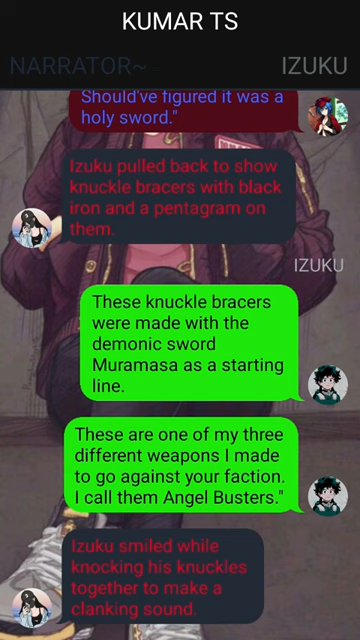 KUMAR TS
NARRATOR~
IZUKU
Should've figured it was a
holy sword."
Izuku pulled back to show
knuckle bracers with black
iron and a pentagram on
them.
IZUKU
These knuckle bracers
were made with the
demonic sword
Muramasa as a starting
line.
These are one of my three
different weapons I made
to go against your faction.
I call them Angel Busters."
Izuku smiled while
knocking his knuckles
together to make a
clanking sound.